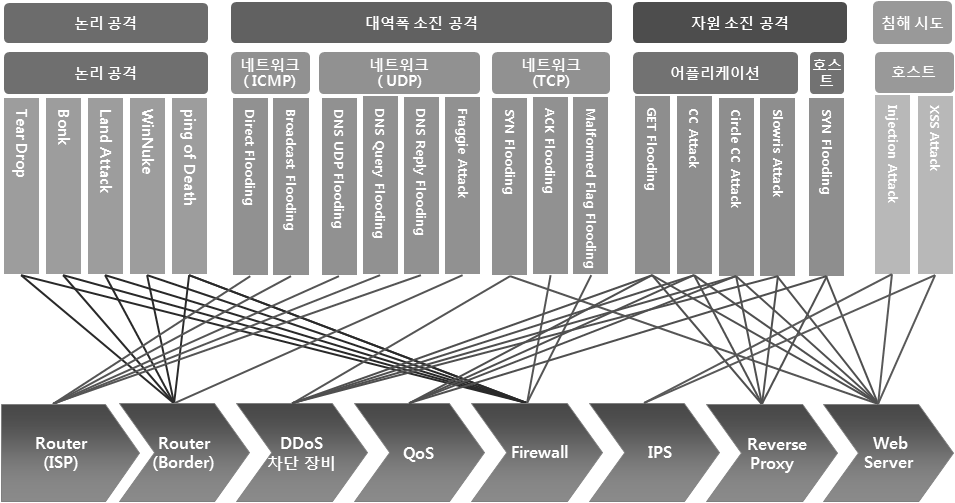 논리 공격
대역폭 소진 공격
자원 소진 공격
침해 시도
논리 공격
네트워크
(ICMP)
네트워크
(UDP)
네트워크
(TCP)
어플리케이션
호스
트
호스트
Tear Drop
Bonk
Land Attack
WinNuke
ping of Death
Direct Flooding
Broadcast Flooding
DNS UDP Flooding
DNS Query Flooding
DNS Reply Flooding
Fraggie Attack
SYN Flooding
ACK Flooding
Malformed Flag Flooding
GET Flooding
CC Attack
Circle CC Attack
Slowris Attack
SYN Flooding
Injection Attack
XSS Attack
Router
(ISP)
Router
(Border)
DDoS
차단 장비
QoS
Firewall
IPS
Reverse
Proxy
Web
Server